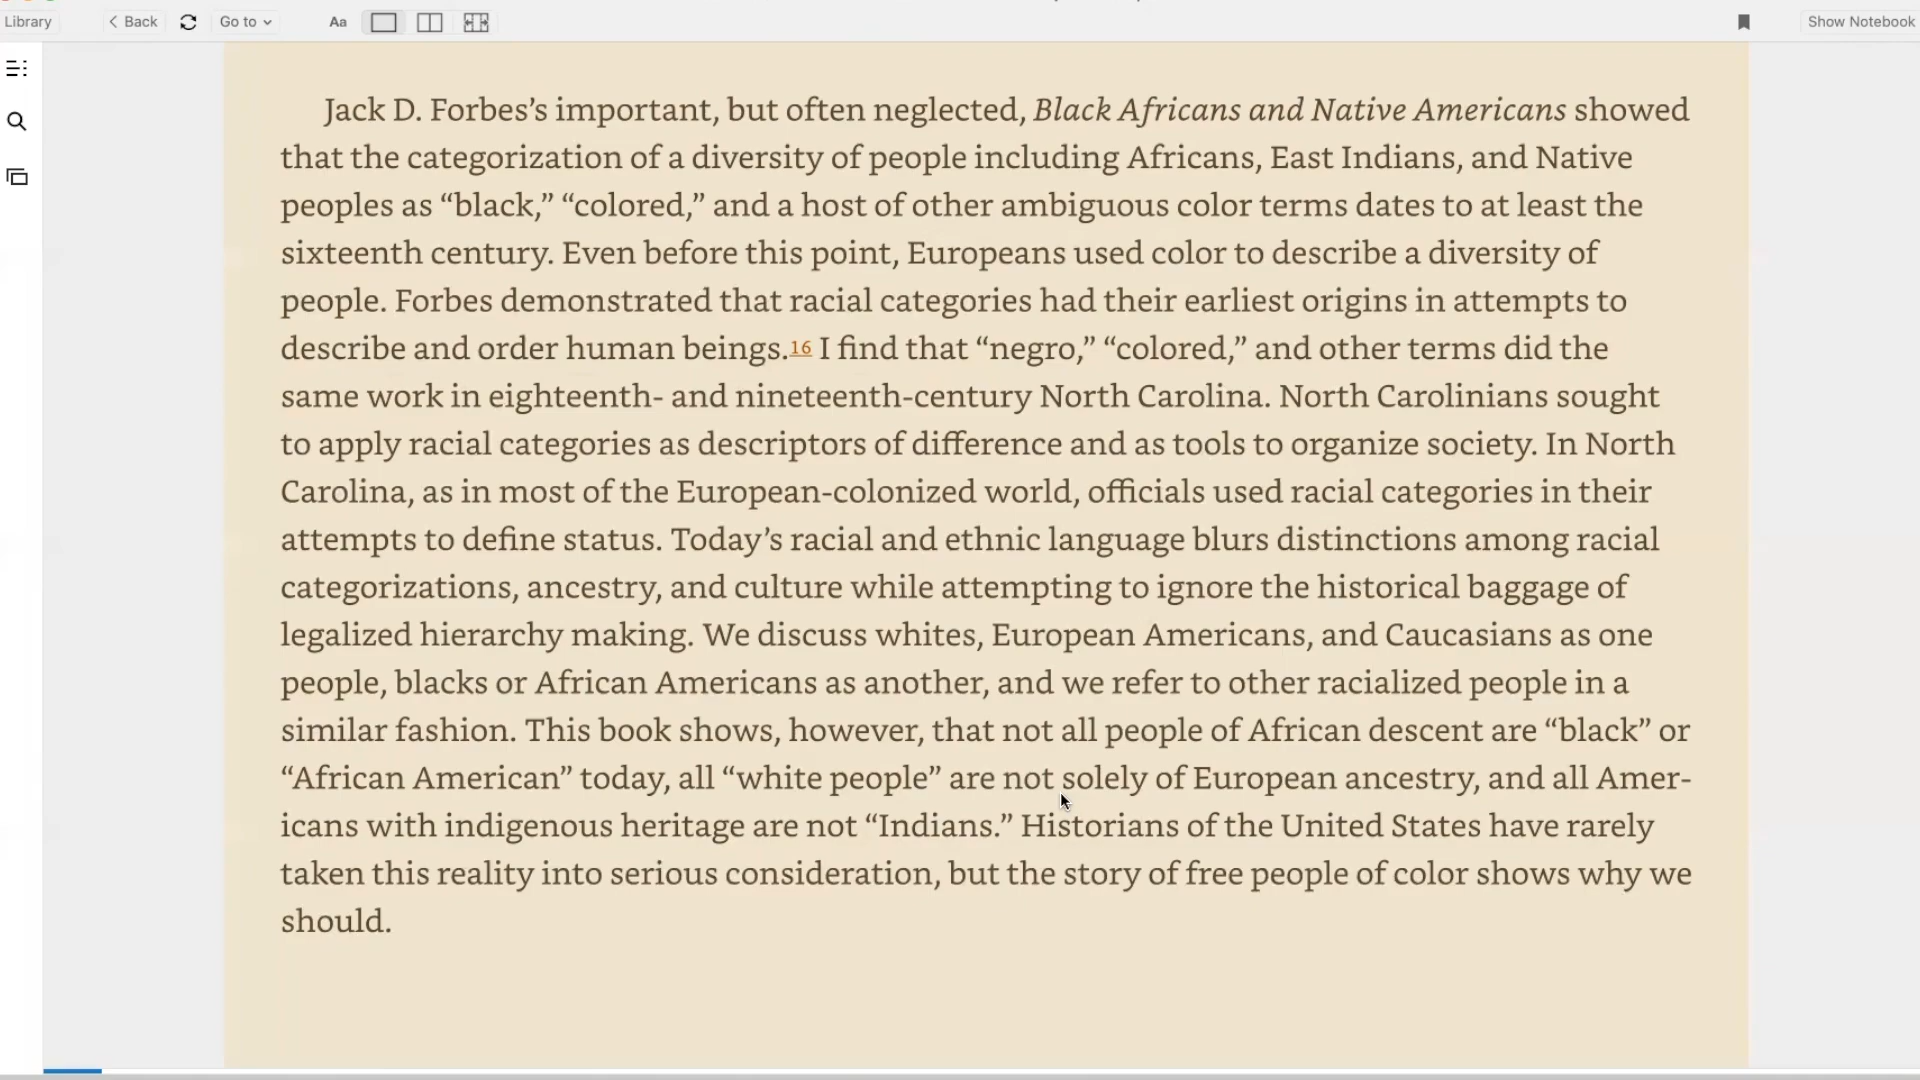 Library
Back
Go to
Aa
Show Notebook
Jack D. Forbes’s important, but often neglected, Black Africans and Native Americans showed
that the categorization of a diversity of people including Africans, East Indians, and Native
peoples as “black,” “colored,” and a host of other ambiguous color terms dates to at least the
sixteenth century. Even before this point, Europeans used color to describe a diversity of
people. Forbes demonstrated that racial categories had their earliest origins in attempts to
describe and order human beings.16 I find that “negro,” “colored,” and other terms did the
same work in eighteenth- and nineteenth-century North Carolina. North Carolinians sought
to apply racial categories as descriptors of difference and as tools to organize society. In North
Carolina, as in most of the European-colonized world, officials used racial categories in their
attempts to define status. Today’s racial and ethnic language blurs distinctions among racial
categorizations, ancestry, and culture while attempting to ignore the historical baggage of
legalized hierarchy making. We discuss whites, European Americans, and Caucasians as one
people, blacks or African Americans as another, and we refer to other racialized people in a
similar fashion. This book shows, however, that not all people of African descent are “black” or
“African American” today, all “white people” are not solely of European ancestry, and all Amer-
icans with indigenous heritage are not “Indians.” Historians of the United States have rarely
taken this reality into serious consideration, but the story of free people of color shows why we
should.